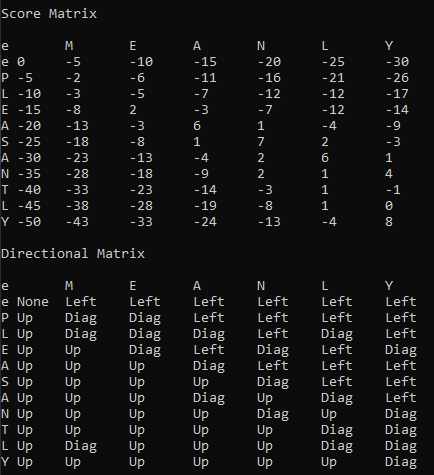 Score Matrix
e M E A N L Y
e 0 -5 -10 -15 -20 -25 -30
P -5 -2 -6 -11 -16 -21 -26
L -10 -3 -5 -7 -12 -12 -17
E -15 -8 2 -3 -7 -12 -14
A -20 -13 -3 6 1 -4 -9
S -25 -18 -8 1 7 2 -3
A -30 -23 -13 -4 2 6 1
N -35 -28 -18 -9 2 1 4
T -40 -33 -23 -14 -3 1 -1
L -45 -38 -28 -19 -8 1 0
Y -50 -43 -33 -24 -13 -4 8
Directional Matrix
e M E A N L Y
e None Left Left Left Left Left Left
P Up Diag Diag Left Left Left Left
L Up Diag Diag Diag Left Diag Left
E Up Up Diag Left Diag Left Diag
A Up Up Up Diag Left Left Left
S Up Up Up Up Diag Left Left
A Up Up Up Diag Up Diag Left
N Up Up Up Up Diag Up Diag
T Up Up Up Up Up Diag Diag
L Up Diag Up Up Up Diag Diag
Y Up Up Up Up Up Up Diag